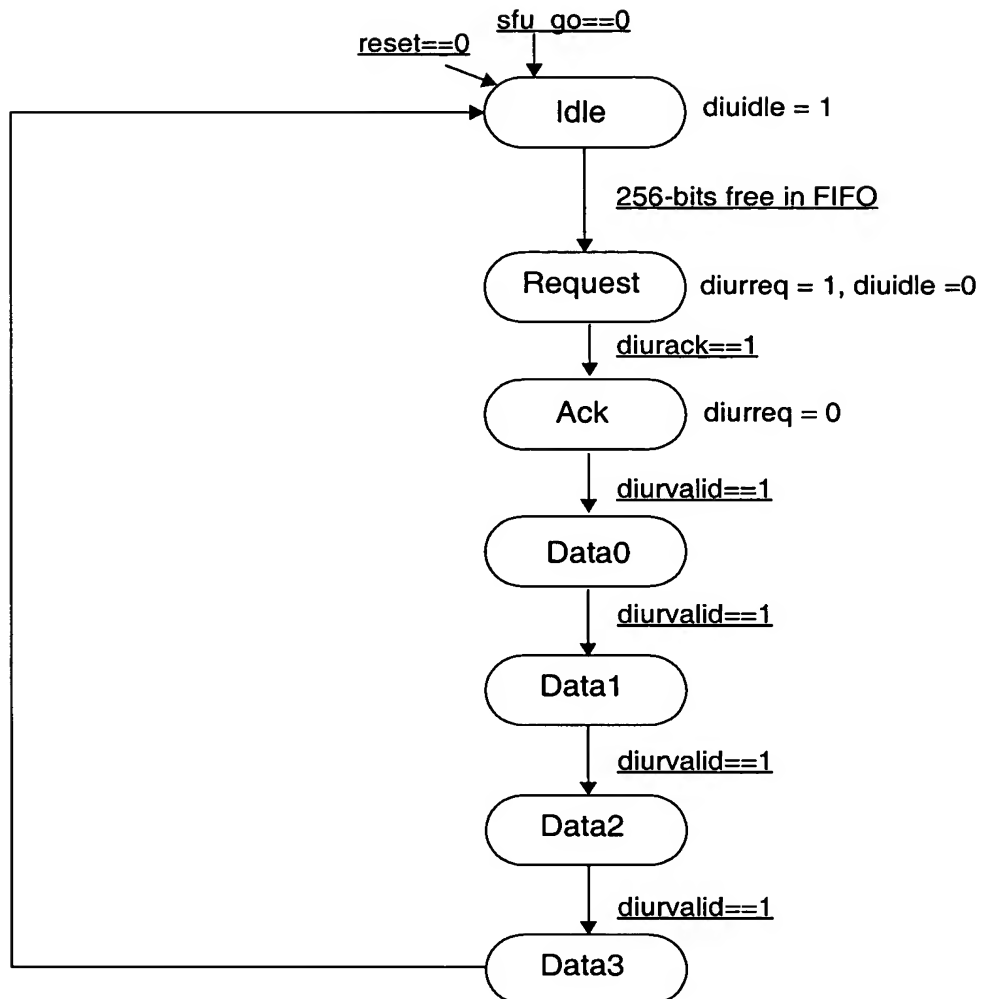 sfu_go==0
reset==0
Idle
diuidle = 1
256-bits free in FIFO
Request
diurreq = 1, diuidle =0
diurack==1
Ack
diurreq = 0
diurvalid==1
Data0
diurvalid==1
Data1
diurvalid==1
Data2
diurvalid==1
Data3